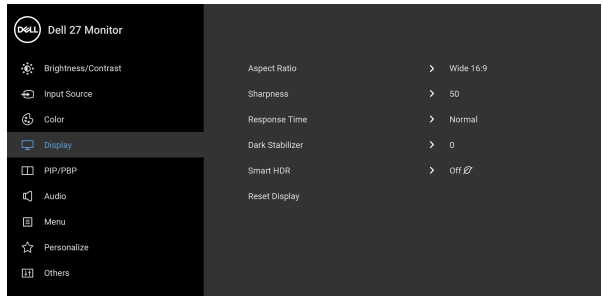 DELL Dell 27 Monitor
Brightness/Contrast
Input Source
Color
Display
PIP/PBP
Audio
Menu
Personalize
Others
Aspect Ratio > Wide 16:9
Sharpness > 50
Response Time > Normal
Dark Stabilizer > 0
Smart HDR > Off
Reset Display